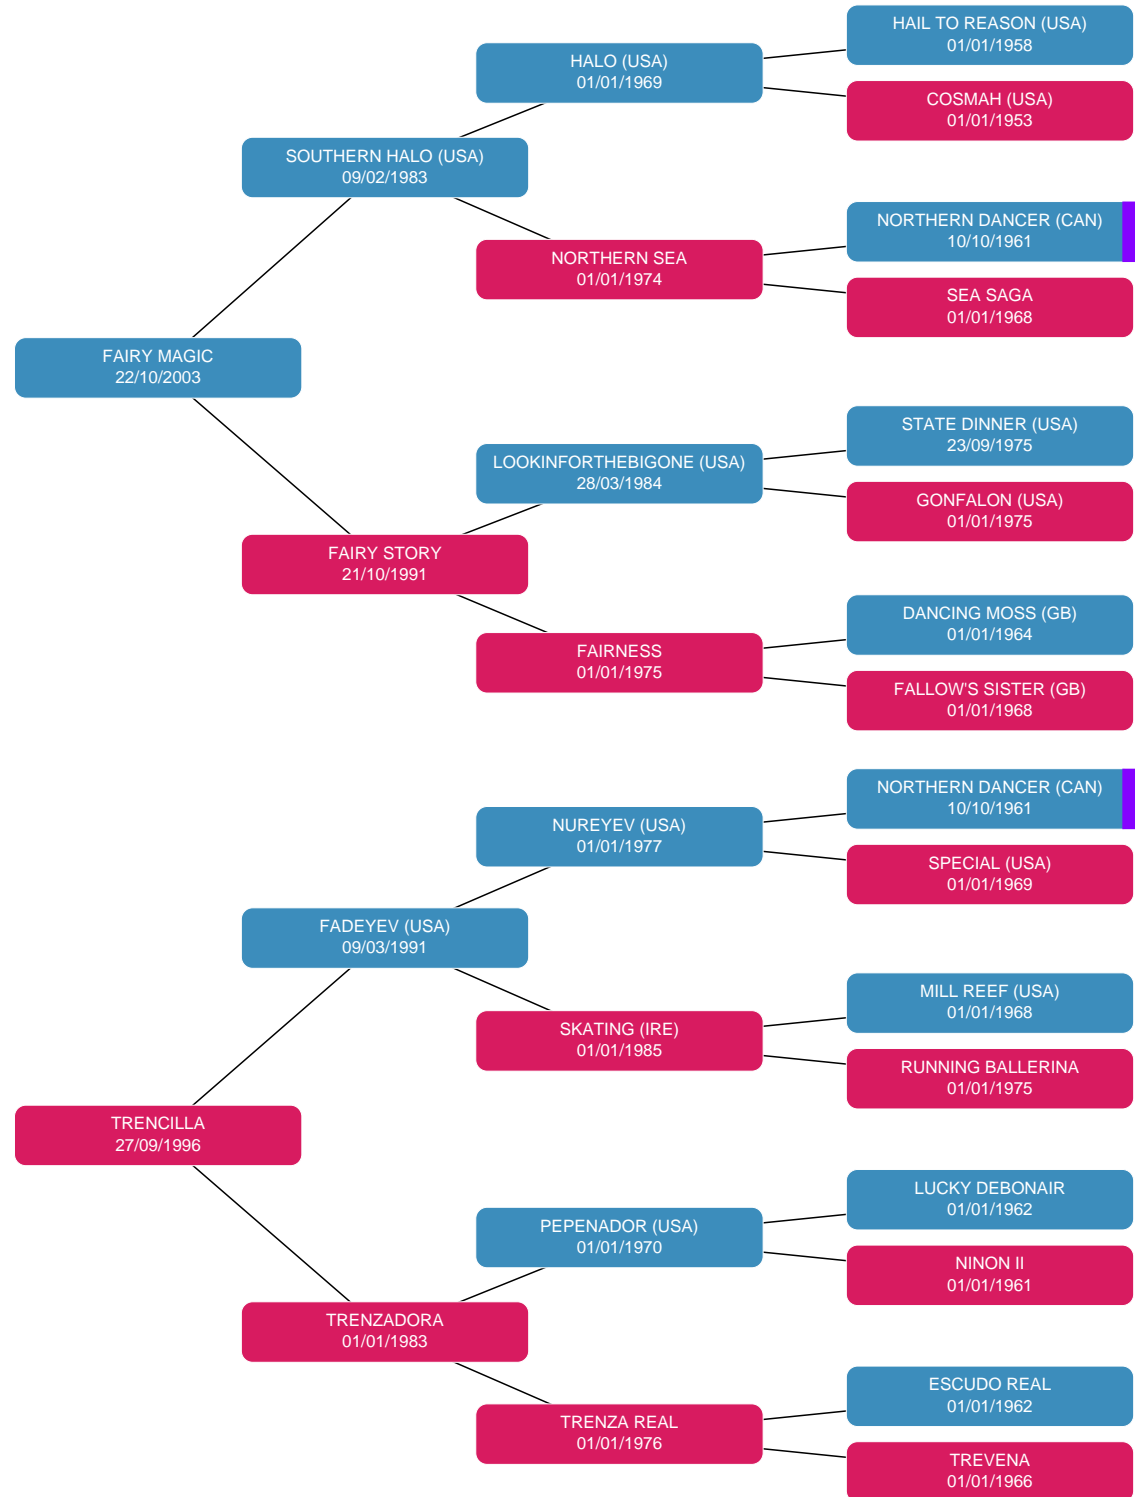 HAIL TO REASON (USA)
01/01/1958
HALO (USA)
01/01/1969
COSMAH (USA)
01/01/1953
SOUTHERN HALO (USA)
09/02/1983
NORTHERN DANCER (CAN)
10/10/1961
NORTHERN SEA
01/01/1974
SEA SAGA
01/01/1968
FAIRY MAGIC
22/10/2003
STATE DINNER (USA)
23/09/1975
LOOKINFORTHEBIGONE (USA)
28/03/1984
GONFALON (USA)
01/01/1975
FAIRY STORY
21/10/1991
DANCING MOSS (GB)
01/01/1964
FAIRNESS
01/01/1975
FALLOW'S SISTER (GB)
01/01/1968
NORTHERN DANCER (CAN)
10/10/1961
NUREYEV (USA)
01/01/1977
SPECIAL (USA)
01/01/1969
FADEYEV (USA)
09/03/1991
MILL REEF (USA)
01/01/1968
SKATING (IRE)
01/01/1985
RUNNING BALLERINA
01/01/1975
TRENCILLA
27/09/1996
LUCKY DEBONAIR
01/01/1962
PEPENADOR (USA)
01/01/1970
NINON II
01/01/1961
TRENZADORA
01/01/1983
ESCUDO REAL
01/01/1962
TRENZA REAL
01/01/1976
TREVENA
01/01/1966